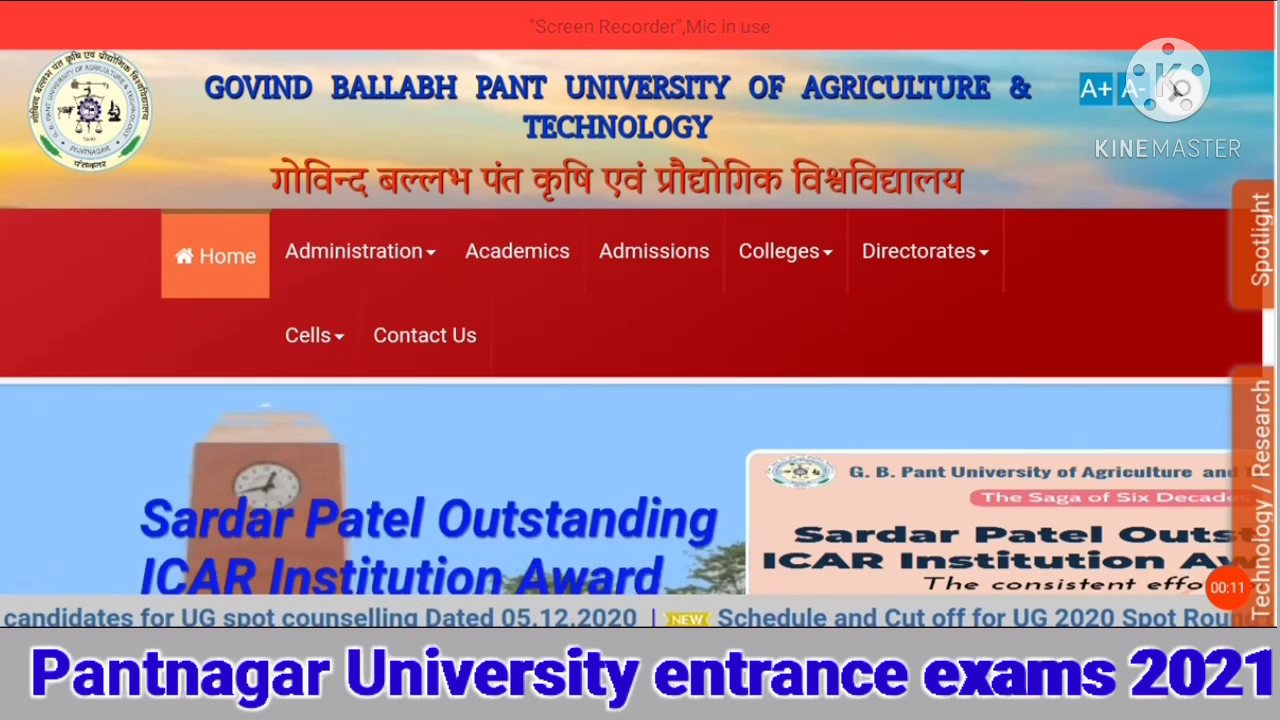 "Screen Recorder",Mic in use
GOVIND BALLABH PANT UNIVERSITY OF AGRICULTURE &
TECHNOLOGY
गोविन्द बल्लभ पंत कृषि एवं प्रौद्योगिक विश्वविद्यालय
A+ A-
KINEMASTER
Home
Administration
Academics
Admissions
Colleges
Directorates
Cells
Contact Us
Spotlight
Technology / Research
Sardar Patel Outstanding
ICAR Institution Award
G. B. Pant University of Agriculture and
The Saga of Six Decades
Sardar Patel
ICAR Institution
The consistent
00:11
candidates for UG spot counselling Dated 05.12.2020 | NEW Schedule and Cut off for UG 2020 Spot
Pantnagar University entrance exams 2021